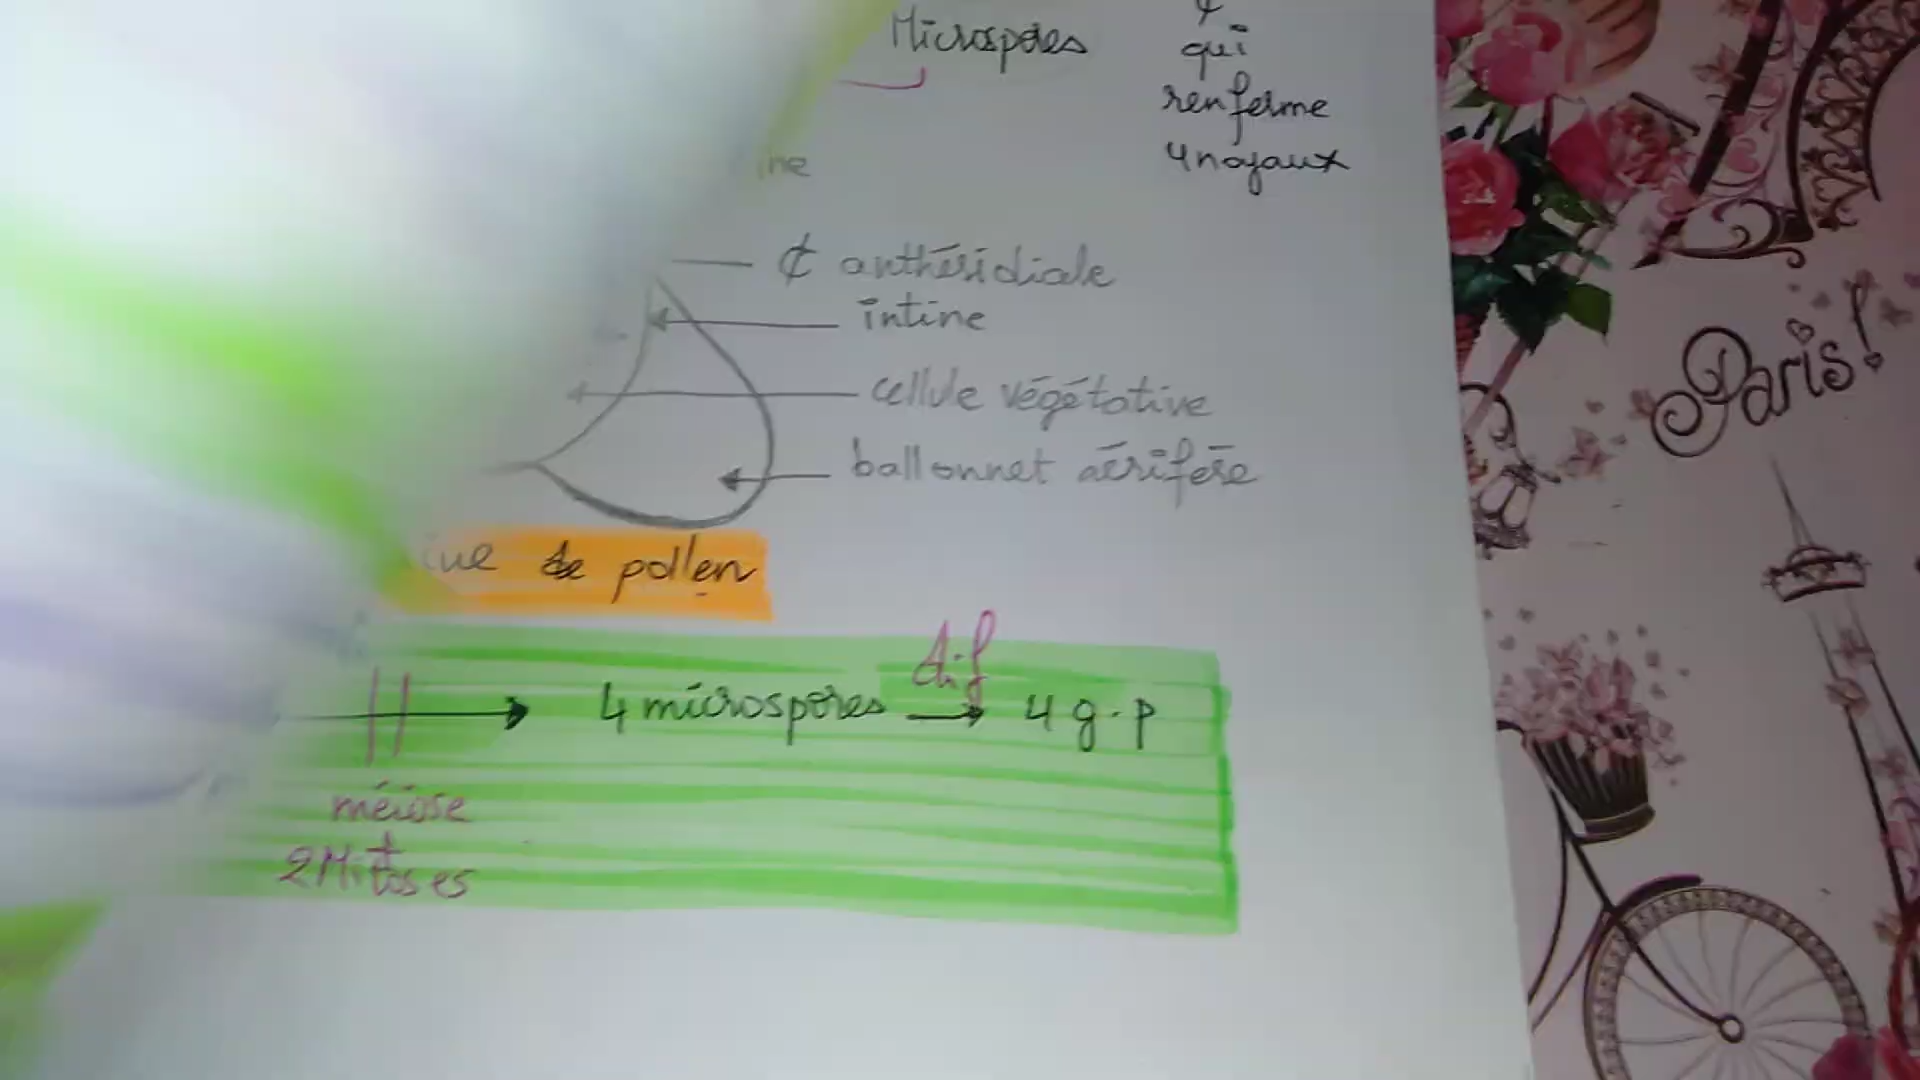 Microspores
¢
qui
renferme
4 noyaux
¢ anthéridiale
intine
cellule végétative
ballonnet aérifère
de pollen
dif
4 microspores → 4 g.p
méiose
+
2 Mitoses
Paris!